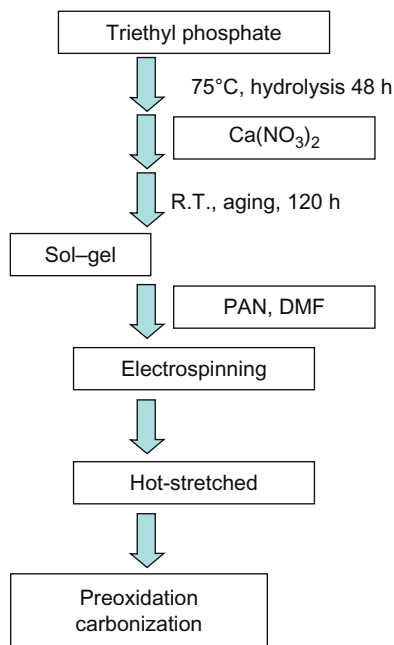 Triethyl phosphate
75°C, hydrolysis 48 h
Ca(NO₃)₂
R.T., aging, 120 h
Sol–gel
PAN, DMF
Electrospinning
Hot-stretched
Preoxidation
carbonization